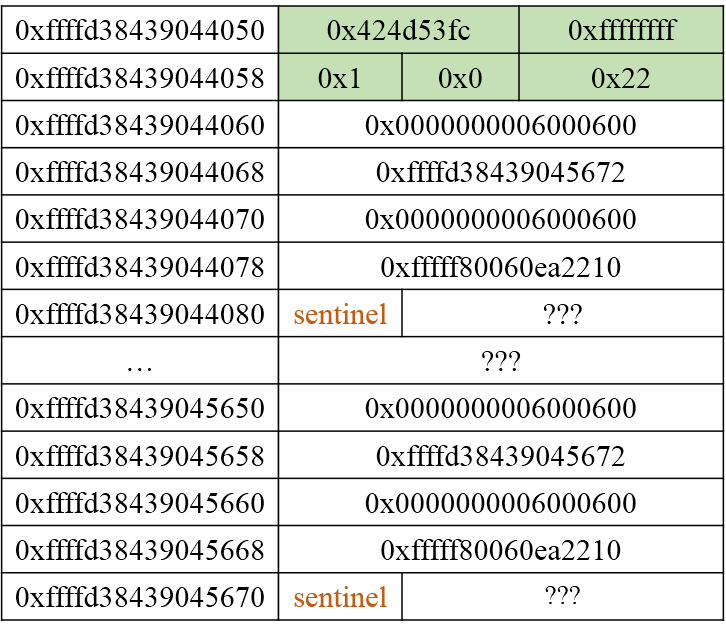 0xffffd38439044050 0x424d53fc 0xffffffff
0xffffd38439044058 0x1 0x0 0x22
0xffffd38439044060 0x0000000006000600
0xffffd38439044068 0xffffd38439045672
0xffffd38439044070 0x0000000006000600
0xffffd38439044078 0xfffff80060ea2210
0xffffd38439044080 sentinel ???
… ???
0xffffd38439045650 0x0000000006000600
0xffffd38439045658 0xffffd38439045672
0xffffd38439045660 0x0000000006000600
0xffffd38439045668 0xfffff80060ea2210
0xffffd38439045670 sentinel ???